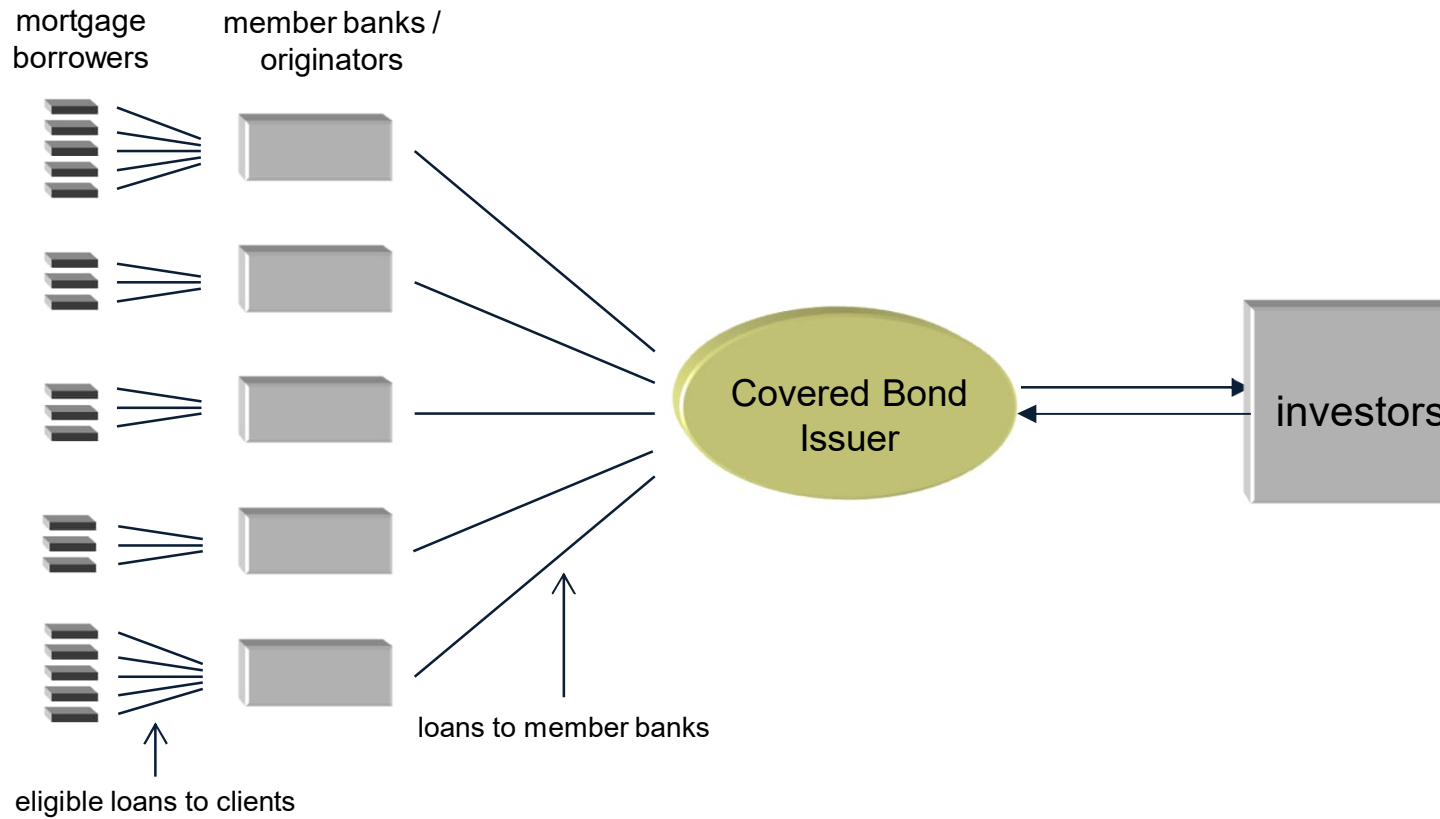 mortgage
borrowers
member banks /
originators
Covered Bond
Issuer
investors
loans to member banks
eligible loans to clients